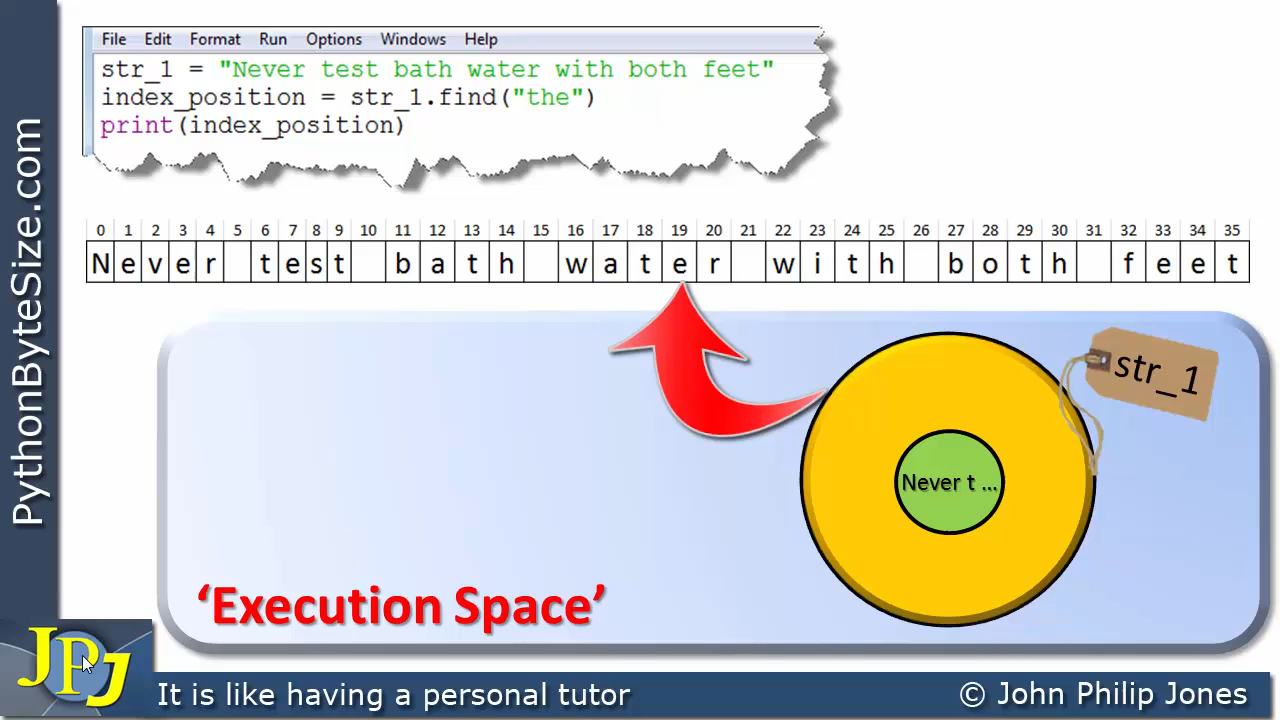 File Edit Format Run Options Windows Help
str_1 = "Never test bath water with both feet"
index_position = str_1.find("the")
print(index_position)
0 1 2 3 4 5 6 7 8 9 10 11 12 13 14 15 16 17 18 19 20 21 22 23 24 25 26 27 28 29 30 31 32 33 34 35
N e v e r t e s t b a t h w a t e r w i t h b o t h f e e t
str_1
Never t ...
‘Execution Space’
PythonByteSize.com
JPJ
It is like having a personal tutor
© John Philip Jones